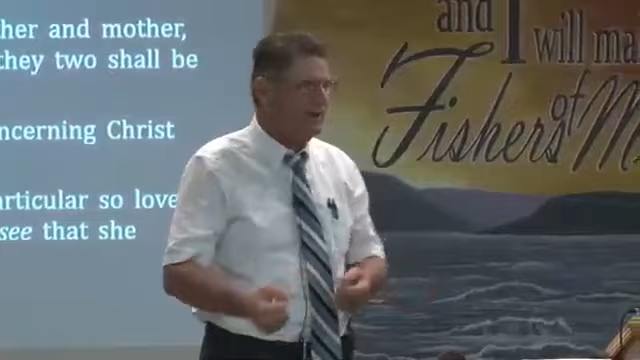 her and mother,
they two shall be
ncerning Christ
articular so love
see that she
and I will ma
Fishers
of M